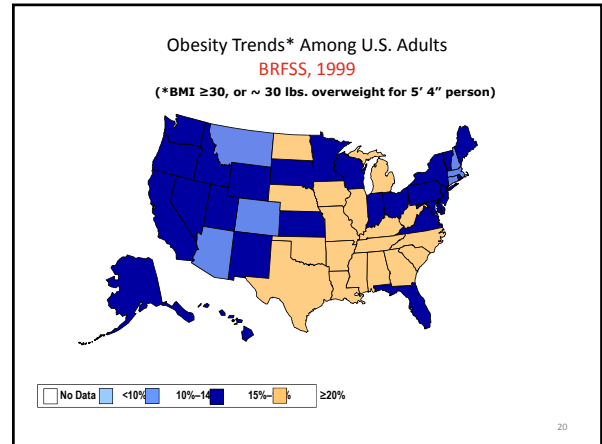 Obesity Trends* Among U.S. Adults
BRFSS, 1999
(*BMI ≥30, or ~ 30 lbs. overweight for 5’ 4” person)
No Data <10% 10%–14 15%– % ≥20%
20